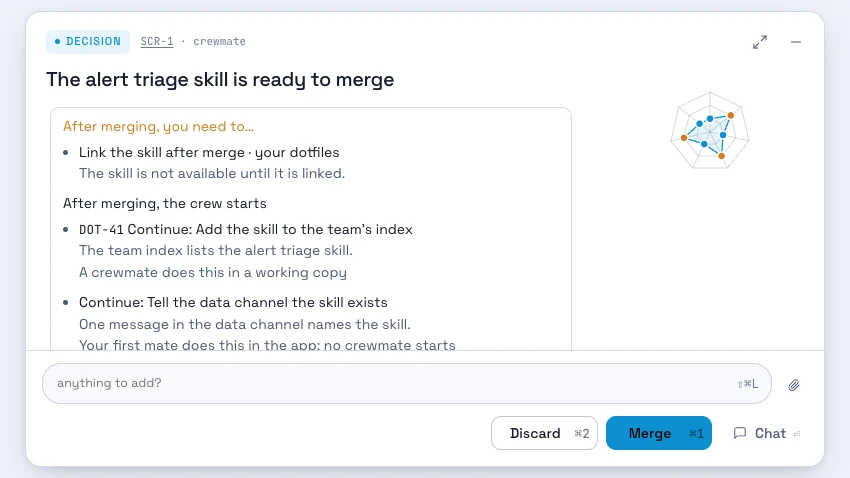 DECISION SCR-1 · crewmate
The alert triage skill is ready to merge
After merging, you need to…
• Link the skill after merge · your dotfiles
The skill is not available until it is linked.
After merging, the crew starts
• DOT-41 Continue: Add the skill to the team's index
The team index lists the alert triage skill.
A crewmate does this in a working copy
• Continue: Tell the data channel the skill exists
One message in the data channel names the skill.
Your first mate does this in the app; no crewmate starts
anything to add? ⇧⌘L
Discard ⌘2 Merge ⌘1 Chat ⏎